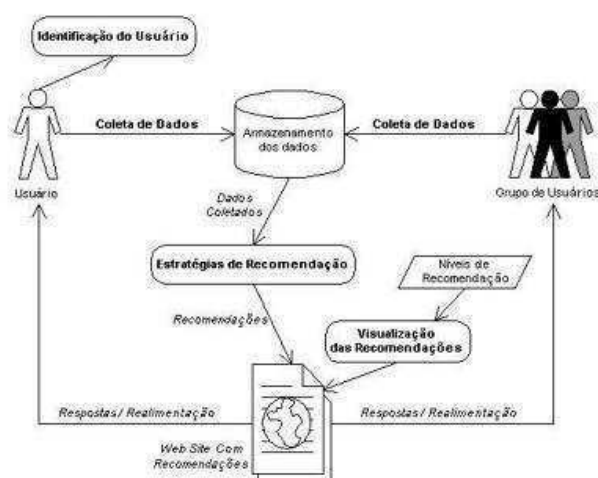 Identificação do Usuário
Coleta de Dados
Armazenamento
dos dados
Coleta de Dados
Usuário
Grupo de Usuários
Dados
Coletados
Estratégias de Recomendação
Níveis de
Recomendação
Recomendações
Visualização
das Recomendações
Respostas / Realimentação
Respostas / Realimentação
Web Site Com
Recomendações